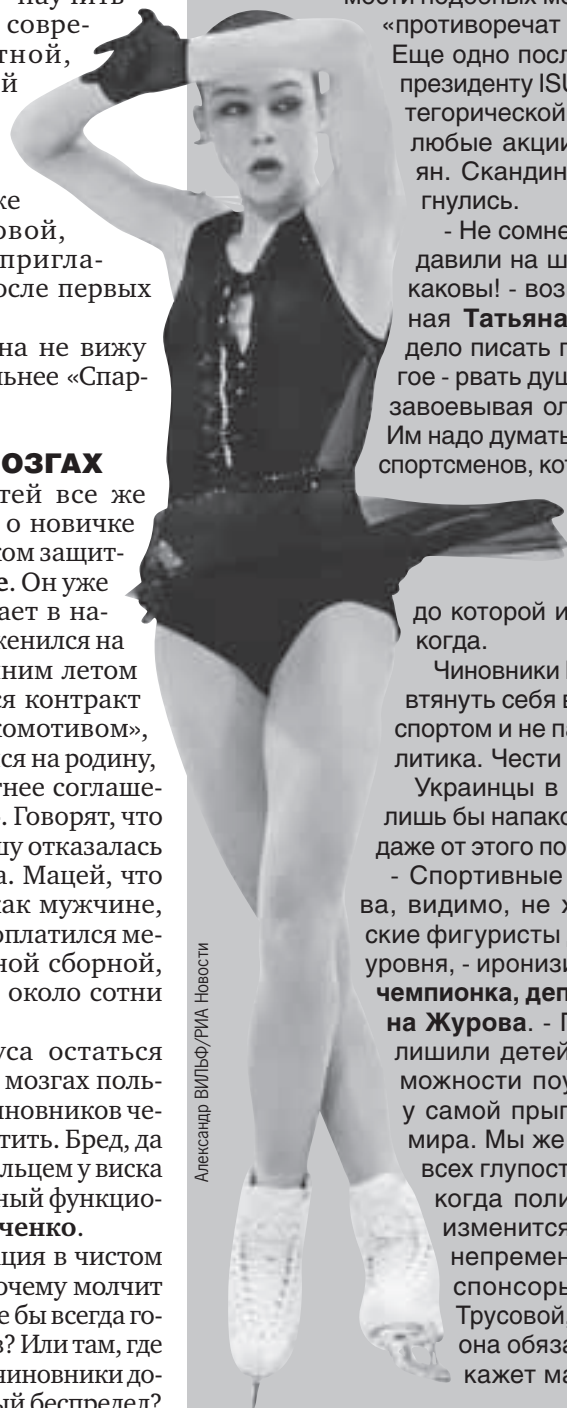 научить
совре-
тной,
й
ке
овой,
пригла-
осле первых
на не вижу
льнее «Спар-
ОЗГАХ
тей все же
о новичке
ком защит-
е. Он уже
ает в на-
женился на
ним летом
ся контракт
комотивом»,
ся на родину,
тнее соглаше-
. Говорят, что
шу отказалась
а. Мацей, что
как мужчине,
оплатился ме-
ной сборной,
около сотни
уса остаться
мозгах поль-
иновников че-
тить. Бред, да
льцем у виска
ный функцио-
ченко.
ция в чистом
очему молчит
е бы всегда го-
в? Или там, где
чиновники до-
ый беспредел?
Александр ВИЛЬФ/РИА Новости
мости подобных ме
«противоречат
Еще одно посл
президенту ISU
тегорической
любые акции
ян. Скандин
гнулись.
- Не сомне
давили на ш
каковы! - воз
ная Татьяна
дело писать п
гое - рвать душ
завоевывая ол
Им надо думать
спортсменов, кот
до которой и
когда.
Чиновники
втянуть себя в
спортом и не па
литика. Чести
Украинцы в
лишь бы напако
даже от этого по
- Спортивные
ва, видимо, не х
ские фигуристы
уровня, - иронизи
чемпионка, деп
на Журова. - П
лишили детей
можности поу
у самой прыг
мира. Мы же
всех глупост
когда поли
изменится
непремен
спонсоры
Трусовой,
она обяза
кажет ма